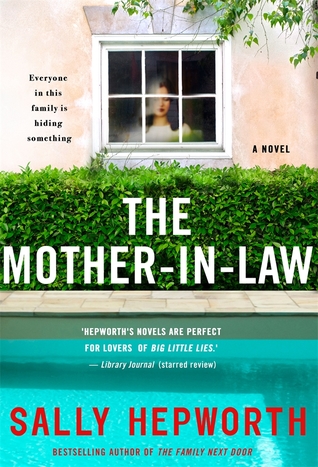 Everyone
in this
family is
hiding
something
A NOVEL
THE
MOTHER-IN-LAW
'HEPWORTH'S NOVELS ARE PERFECT
FOR LOVERS OF BIG LITTLE LIES.'
— Library Journal (starred review)
SALLY HEPWORTH
BESTSELLING AUTHOR OF THE FAMILY NEXT DOOR